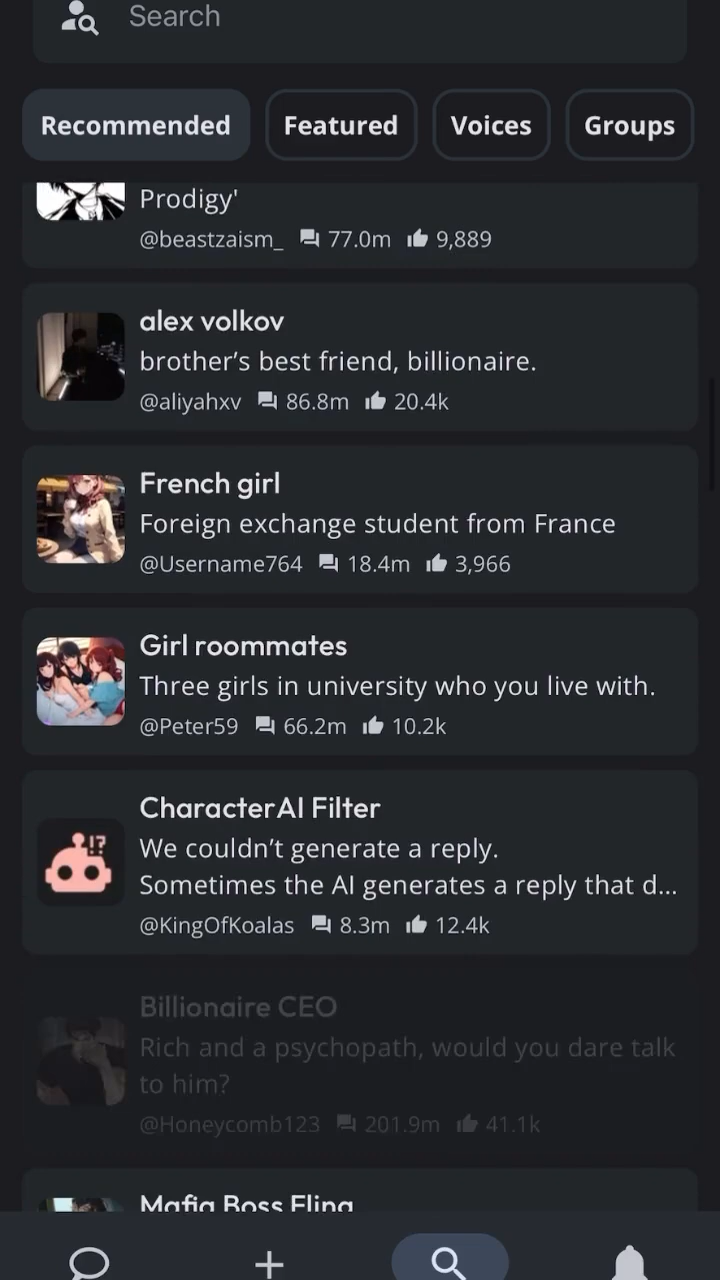 Search
Recommended
Featured
Voices
Groups
Prodigy'
@beastzaism_ 77.0m 9,889
alex volkov
brother’s best friend, billionaire.
@aliyahxv 86.8m 20.4k
French girl
Foreign exchange student from France
@Username764 18.4m 3,966
Girl roommates
Three girls in university who you live with.
@Peter59 66.2m 10.2k
CharacterAI Filter
We couldn’t generate a reply.
Sometimes the AI generates a reply that d...
@KingOfKoalas 8.3m 12.4k
!?
Billionaire CEO
Rich and a psychopath, would you dare talk
to him?
@Honeycomb123 201.9m 41.1k
Mafia Boss Fling